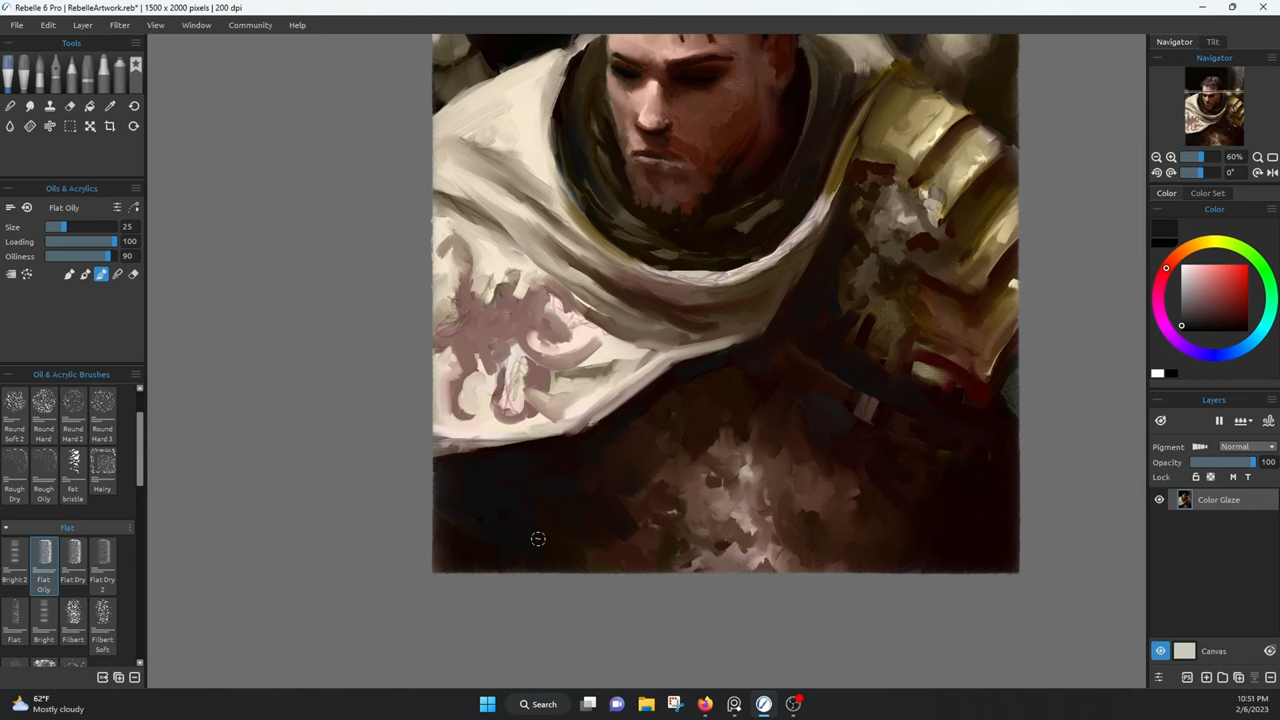 Rebelle 6 Pro | RebelleArtwork.reb* | 1500 x 2000 pixels | 200 dpi
File Edit Layer Filter View Window Community Help
Tools
Oils & Acrylics
Flat Oily
Size 25
Loading 100
Oiliness 90
Oil & Acrylic Brushes
Round Soft 2
Round Hard
Round Hard 2
Round Hard 3
Rough Dry
Rough Oily
Fat bristle
Hairy
Flat
Bright 2
Flat Oily
Flat Dry
Flat Dry 2
Flat
Bright
Filbert
Filbert Soft
Navigator Tilt
Navigator
60%
0°
Color Color Set
Color
Layers
Pigment Normal
Opacity 100
Lock M T
Color Glaze
Canvas
62°F
Mostly cloudy
Search
10:51 PM
2/6/2023